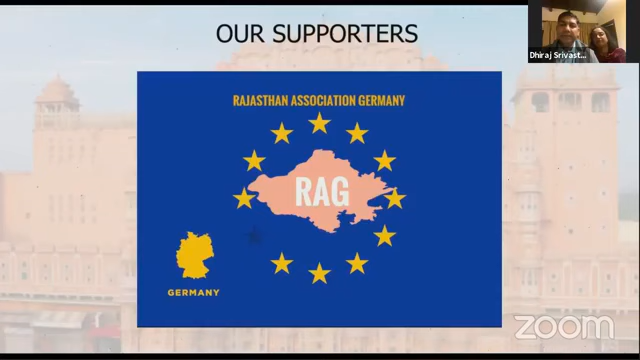 OUR SUPPORTERS
Dhiraj Srivast...
RAJASTHAN ASSOCIATION GERMANY
RAG
GERMANY
zoom